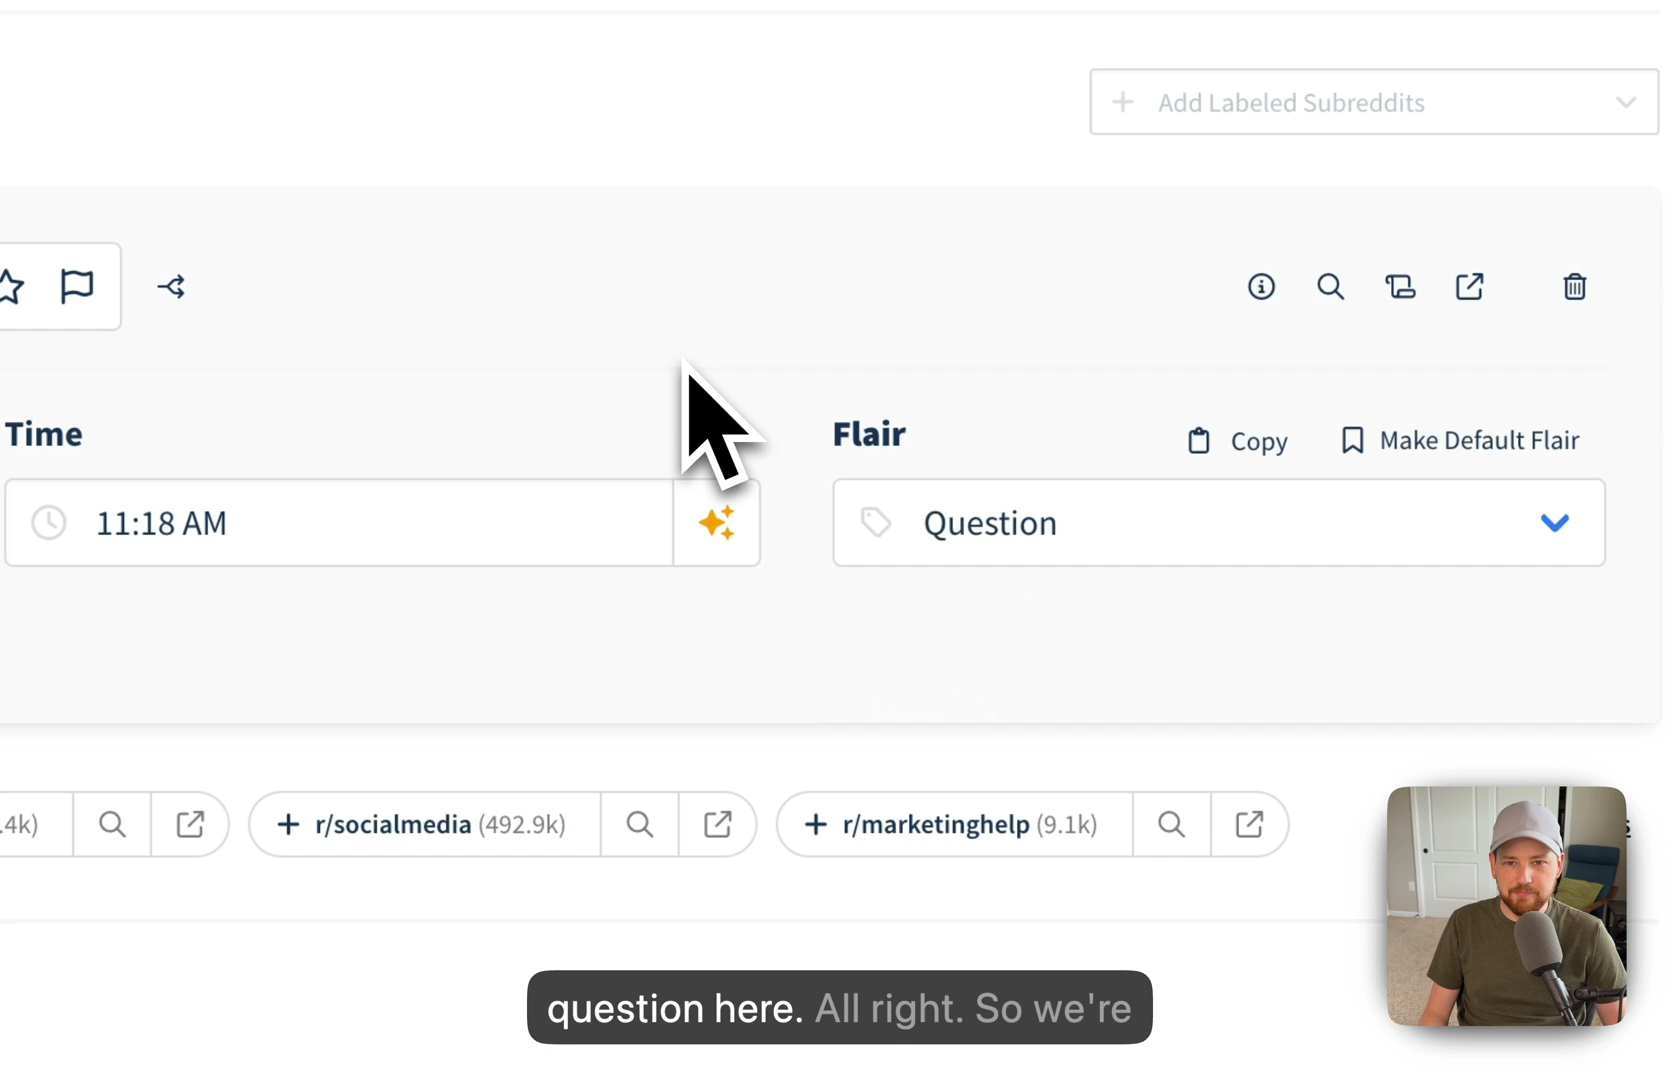 Add Labeled Subreddits
Time
Flair
Copy
Make Default Flair
11:18 AM
Question
.4k)
r/socialmedia (492.9k)
r/marketinghelp (9.1k)
s
question here. All right. So we're